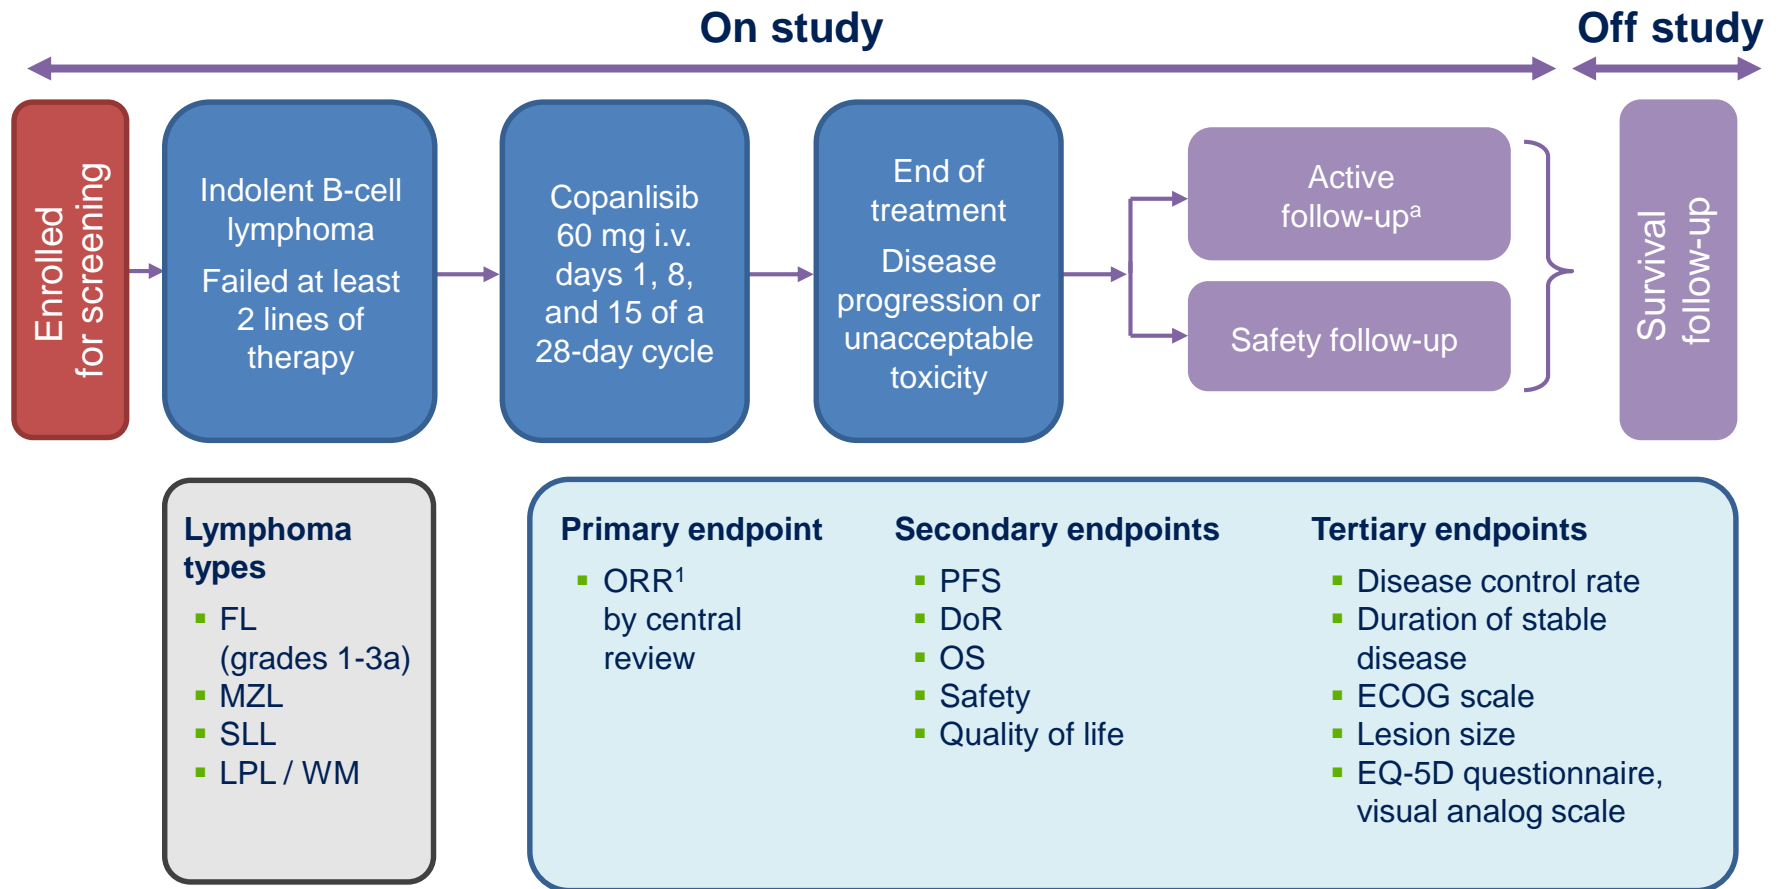 On study
Off study
Enrolled
for screening
Indolent B-cell
lymphoma
Failed at least
2 lines of
therapy
Copanlisib
60 mg i.v.
days 1, 8,
and 15 of a
28-day cycle
End of
treatment
Disease
progression or
unacceptable
toxicity
Active
follow-upᵃ
Safety follow-up
Survival
follow-up
Lymphoma
types
▪ FL
(grades 1-3a)
▪ MZL
▪ SLL
▪ LPL / WM
Primary endpoint
▪ ORR¹
by central
review
Secondary endpoints
▪ PFS
▪ DoR
▪ OS
▪ Safety
▪ Quality of life
Tertiary endpoints
▪ Disease control rate
▪ Duration of stable
disease
▪ ECOG scale
▪ Lesion size
▪ EQ-5D questionnaire,
visual analog scale